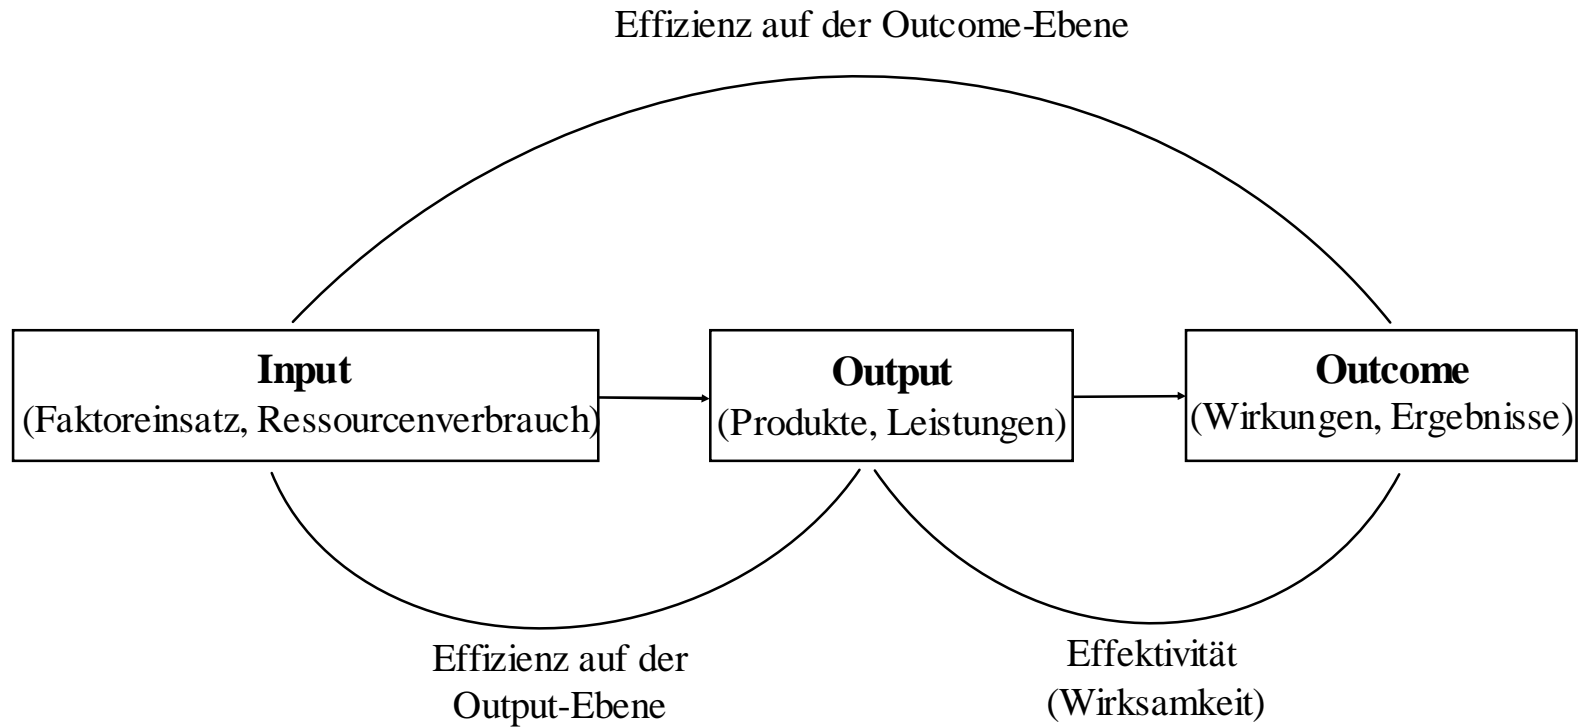 Effizienz auf der Outcome-Ebene
Input
(Faktoreinsatz, Ressourcenverbrauch)
Output
(Produkte, Leistungen)
Outcome
(Wirkungen, Ergebnisse)
Effizienz auf der
Output-Ebene
Effektivität
(Wirksamkeit)